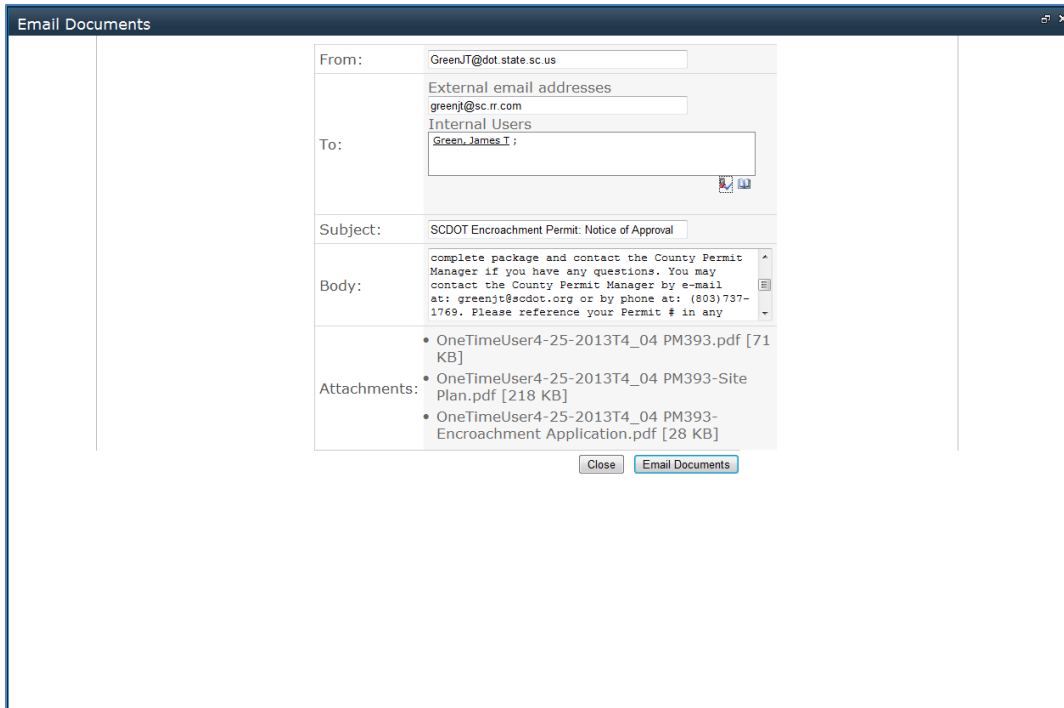 Email Documents
From:
GreenJT@dot.state.sc.us
To:
External email addresses
greenjt@sc.rr.com
Internal Users
Green, James T ;
Subject:
SCDOT Encroachment Permit: Notice of Approval
Body:
complete package and contact the County Permit
Manager if you have any questions. You may
contact the County Permit Manager by e-mail
at: greenjt@scdot.org or by phone at: (803)737-
1769. Please reference your Permit # in any
Attachments:
• OneTimeUser4-25-2013T4_04 PM393.pdf [71
KB]
• OneTimeUser4-25-2013T4_04 PM393-Site
Plan.pdf [218 KB]
• OneTimeUser4-25-2013T4_04 PM393-
Encroachment Application.pdf [28 KB]
Close
Email Documents